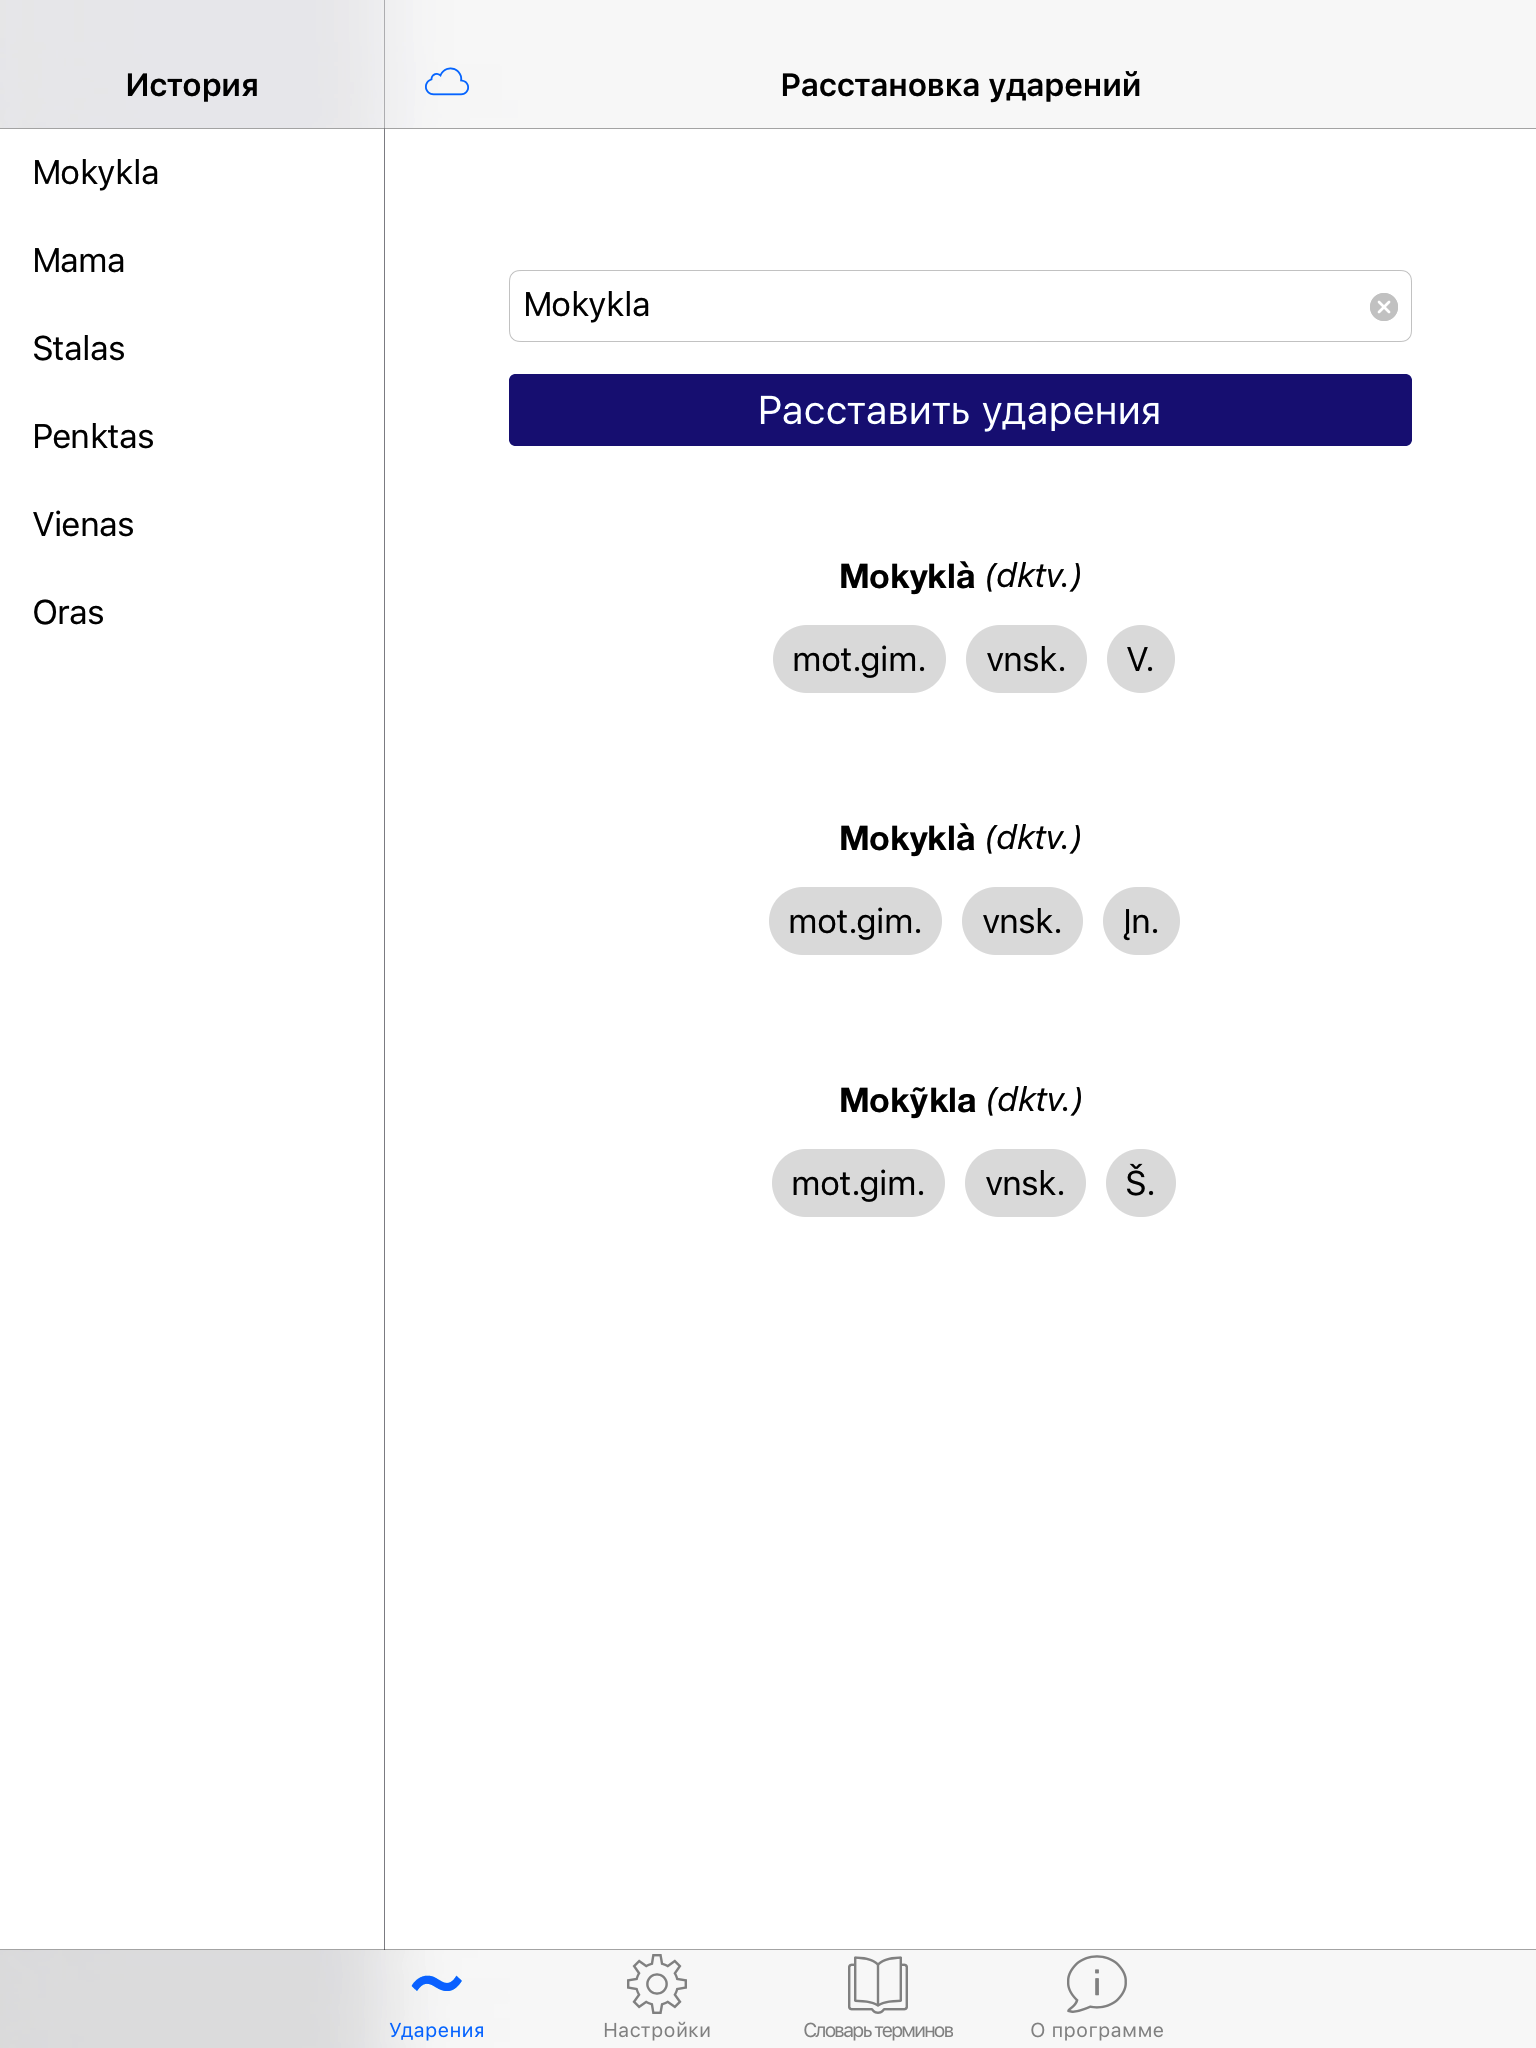 История
Расстановка ударений
Mokykla
Mama
Stalas
Penktas
Vienas
Oras
Mokykla
Расставить ударения
Mokyklà (dktv.)
mot.gim. vnsk. V.
Mokyklà (dktv.)
mot.gim. vnsk. Įn.
Mokỹkla (dktv.)
mot.gim. vnsk. Š.
Ударения
Настройки
Словарь терминов
О программе